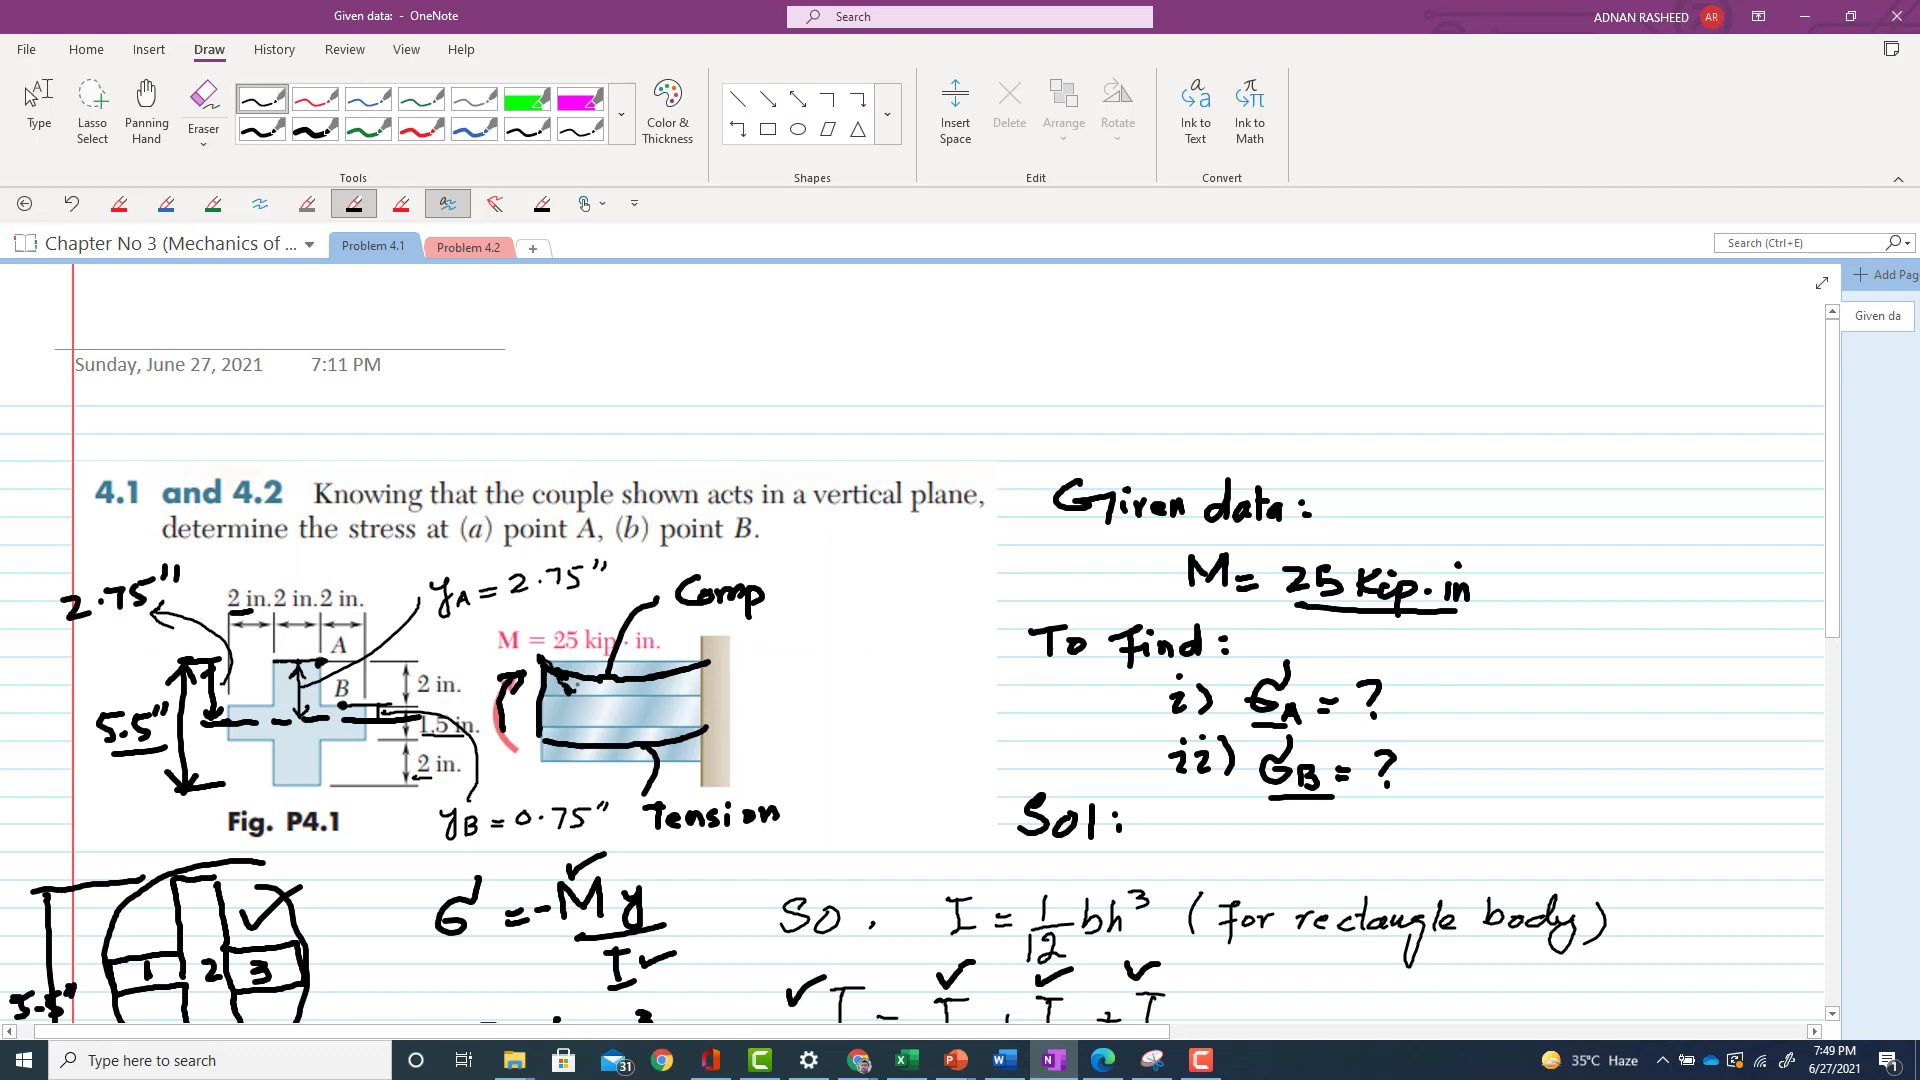 Given data: - OneNote
Search
ADNAN RASHEED AR
File Home Insert Draw History Review View Help
Type
Lasso Select
Panning Hand
Eraser
Color & Thickness
Insert Space
Delete
Arrange
Rotate
Ink to Text
Ink to Math
Tools
Shapes
Edit
Convert
Chapter No 3 (Mechanics of ...
Problem 4.1
Problem 4.2
Search (Ctrl+E)
Add Pag
Given da
Sunday, June 27, 2021 7:11 PM
4.1 and 4.2 Knowing that the couple shown acts in a vertical plane,
determine the stress at (a) point A, (b) point B.
Given data:
M = 25 Kip.in
To Find:
i) σA = ?
ii) σB = ?
Sol:
2.75"
2 in. 2 in. 2 in.
yA = 2.75"
Comp
M = 25 kip · in.
A
B
2 in.
5.5"
1.5 in.
2 in.
Fig. P4.1
yB = 0.75"
Tension
σ = -My
I
So, I = 1/12 bh³ (for rectangle body)
1 2 3
5.5"
I = I + I + I
Type here to search
31
35°C Haze
7:49 PM
6/27/2021
1